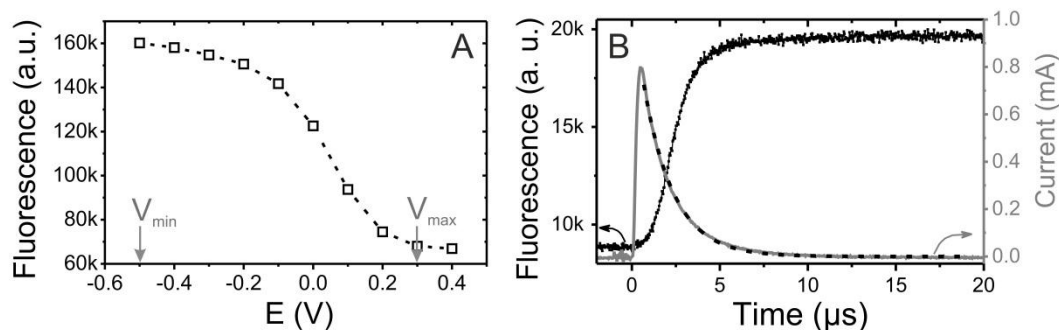 A
Fluorescence (a.u.)
160k
140k
120k
100k
80k
60k
V min
V max
-0.6 -0.4 -0.2 0.0 0.2 0.4
E (V)
B
Fluorescence (a. u.)
20k
17k
15k
12k
10k
1.0
0.8
0.6
0.4
0.2
0.0
Current (mA)
0 5 10 15 20
Time (µs)